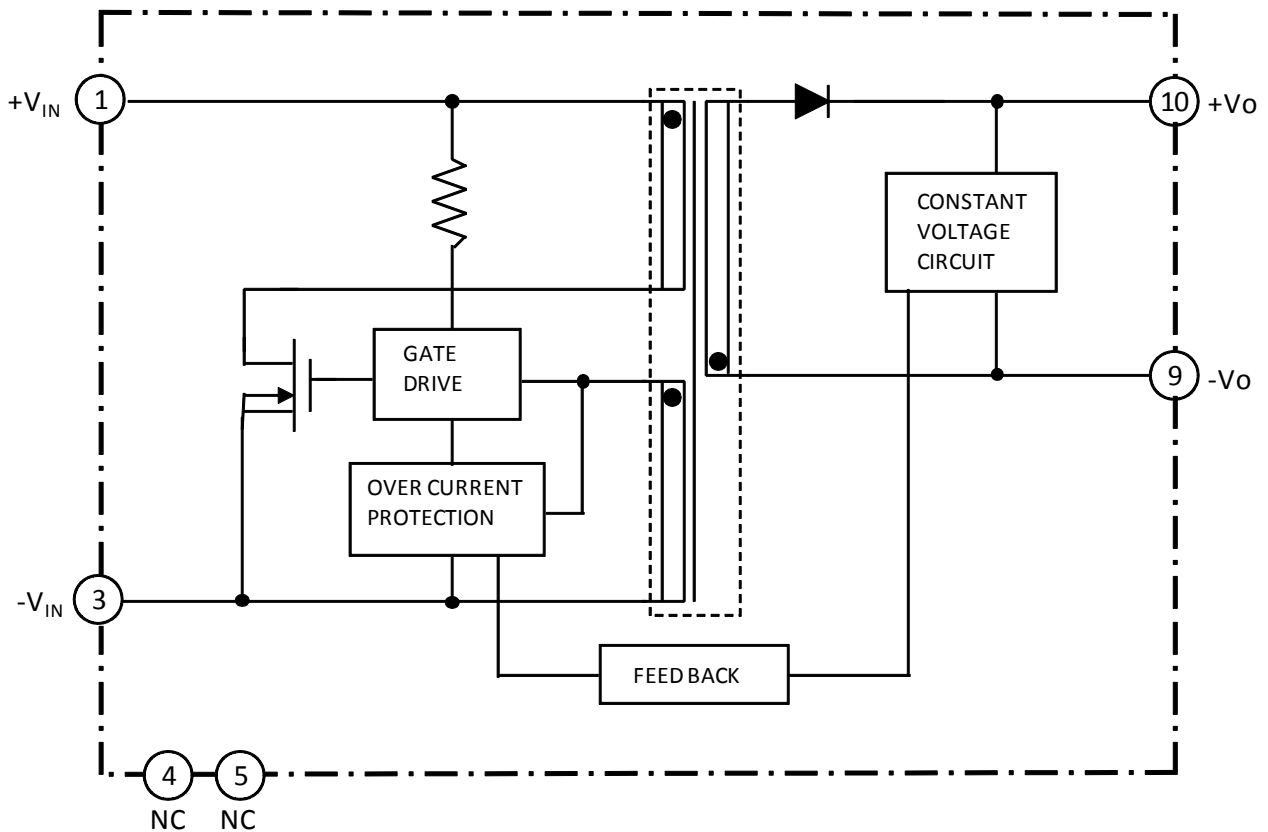 +VIN 1
10 +Vo
CONSTANT
VOLTAGE
CIRCUIT
GATE
DRIVE
9 -Vo
OVER CURRENT
PROTECTION
-VIN 3
FEED BACK
4 5
NC NC